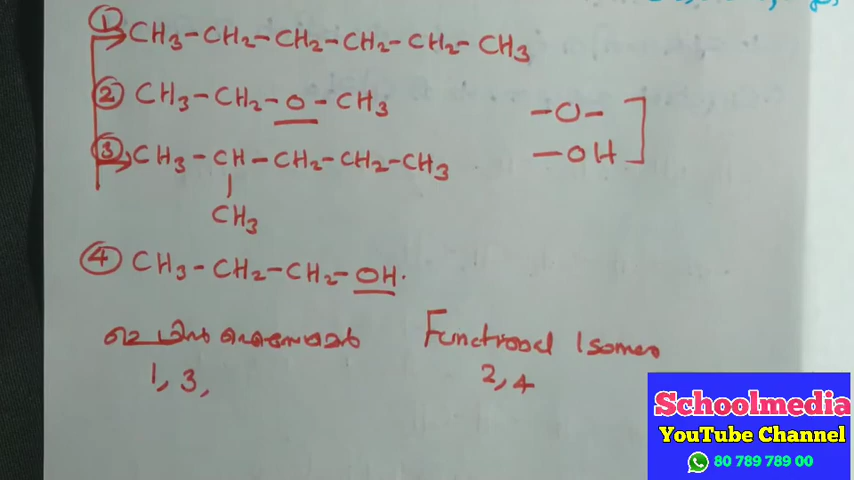 ① CH3-CH2-CH2-CH2-CH2-CH3
② CH3-CH2-O-CH3
-O-
③ CH3-CH-CH2-CH2-CH3
-OH
CH3
④ CH3-CH2-CH2-OH.
Functional Isomer
1, 3,
2, 4
Schoolmedia
YouTube Channel
80 789 789 00